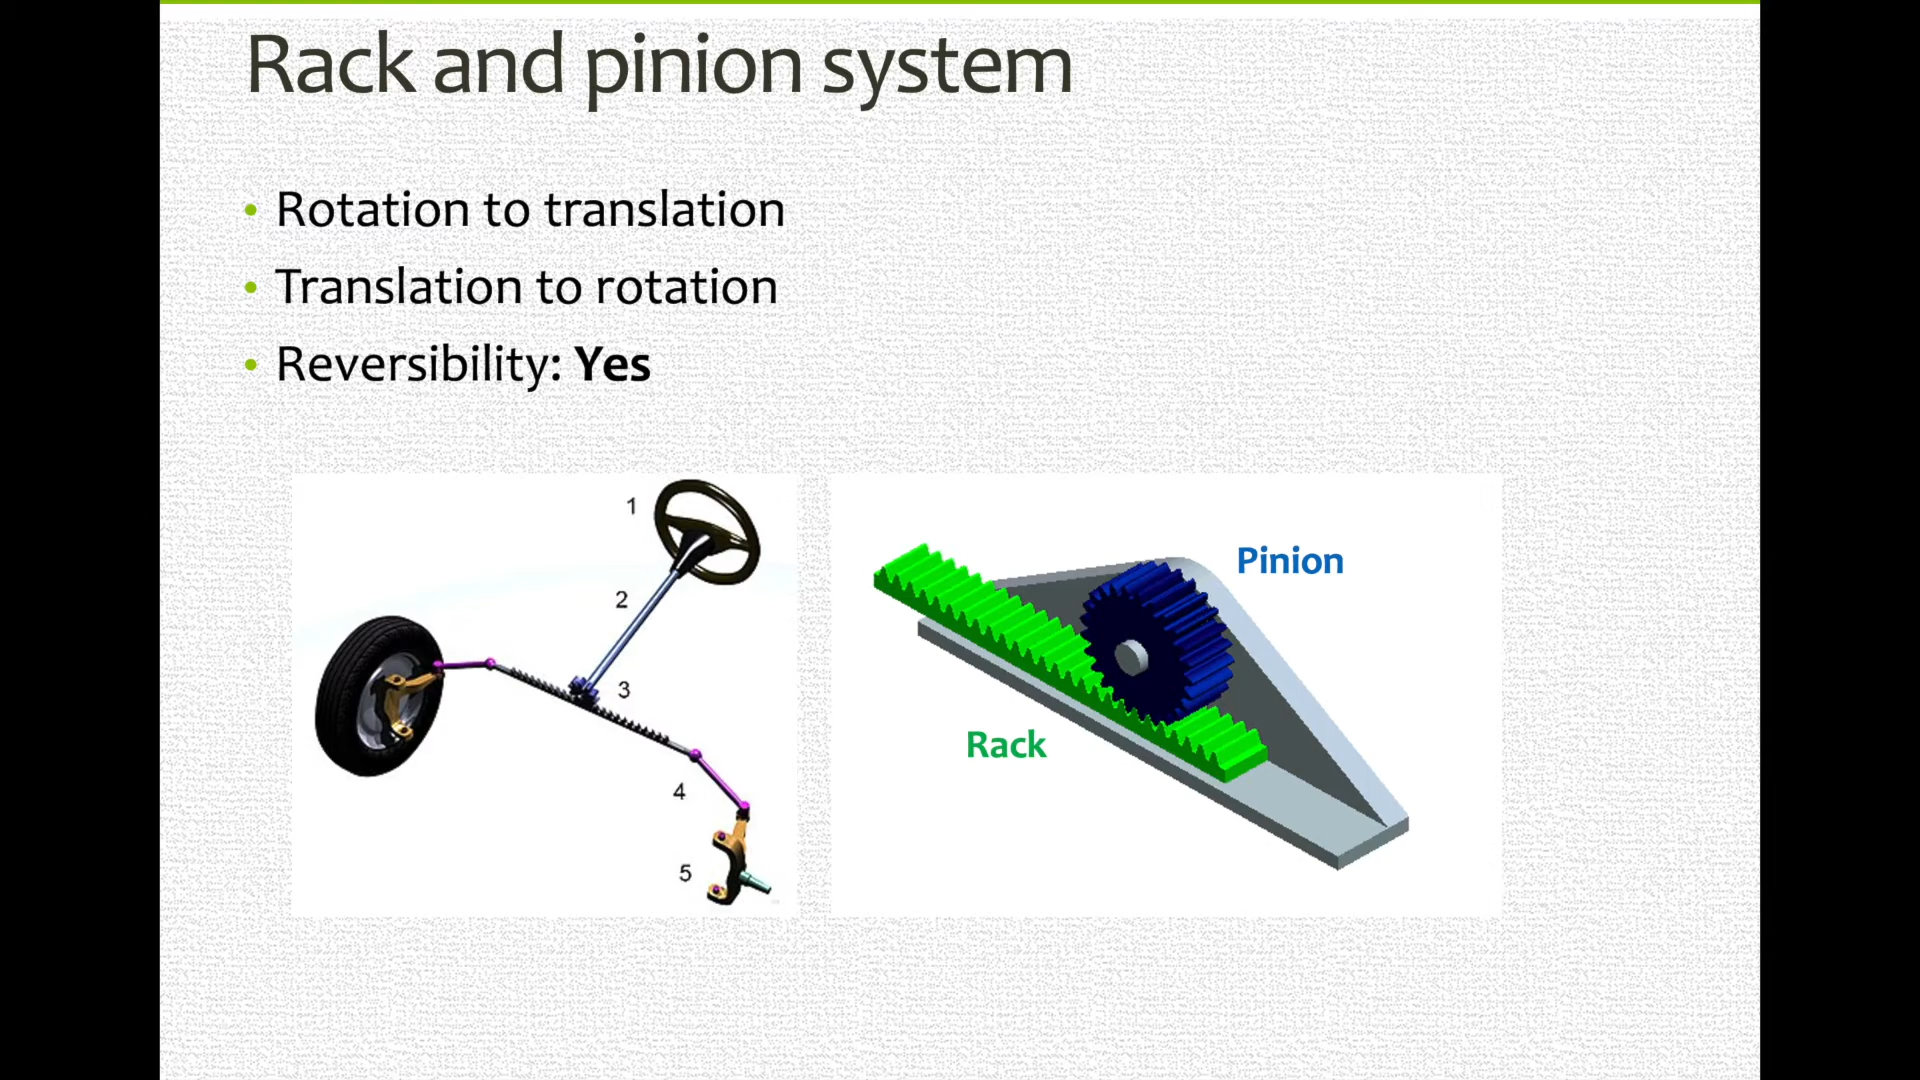 Rack and pinion system
• Rotation to translation
• Translation to rotation
• Reversibility: Yes
1
2
3
4
5
Pinion
Rack